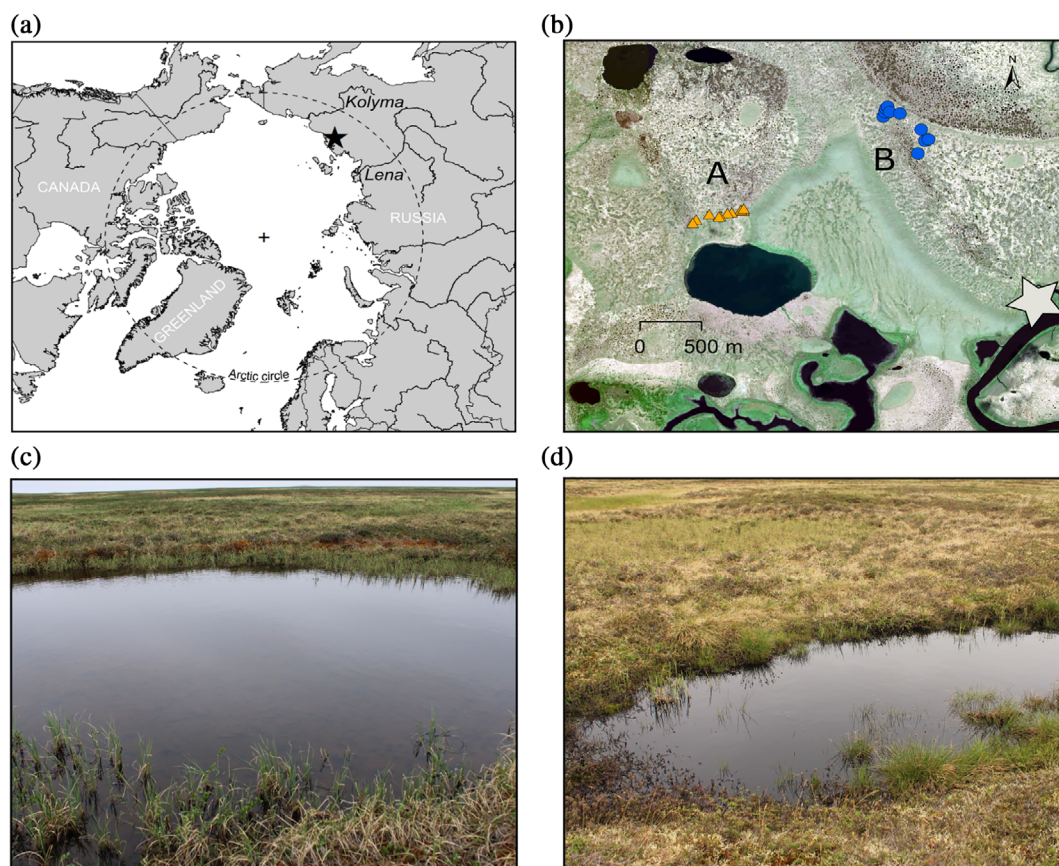 (a)
(b)
Kolyma
Lena
CANADA
RUSSIA
GREENLAND
Arctic circle
N
A
B
0 500 m
(c)
(d)